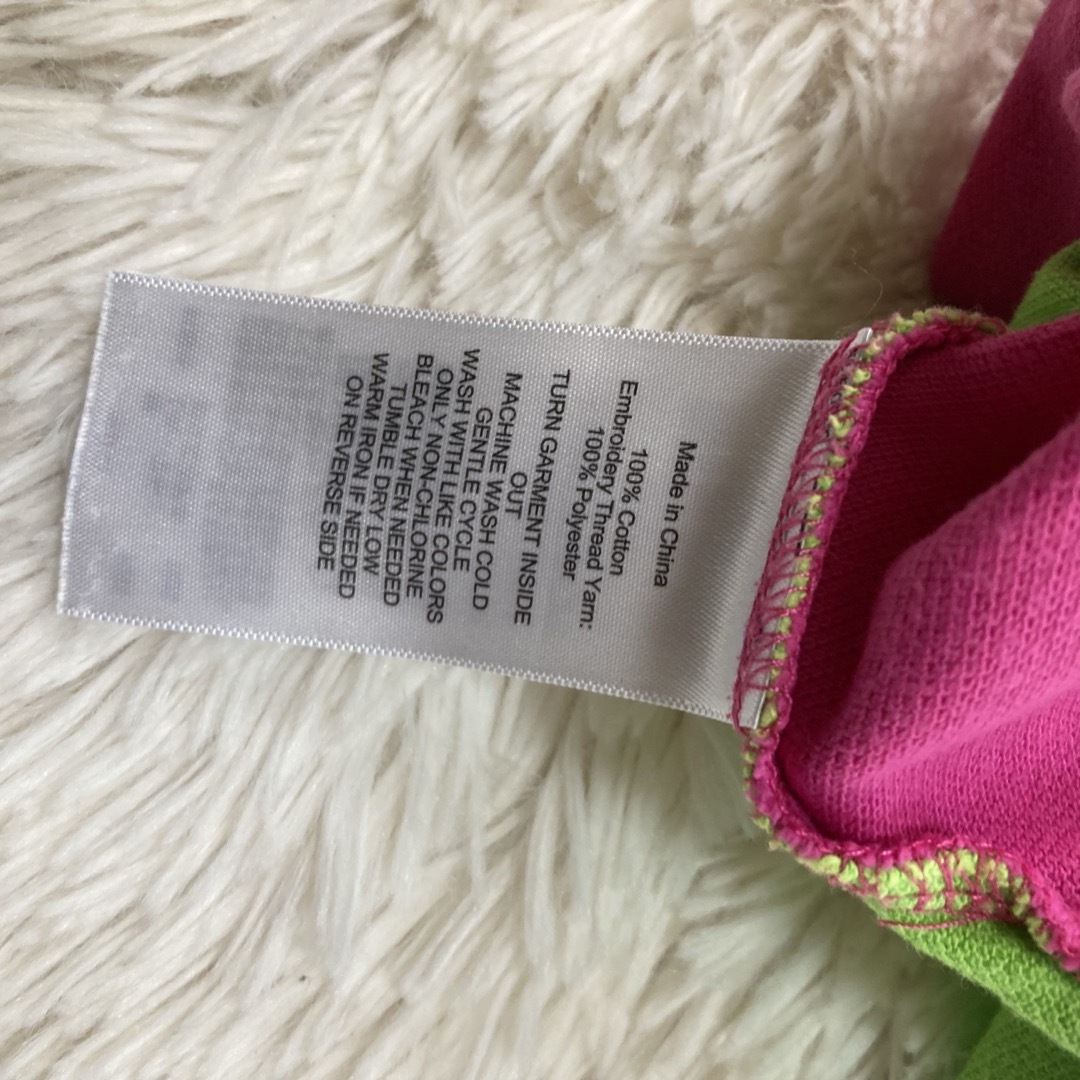 Made in China
100% Cotton
Embroidery Thread Yarn:
100% Polyester
TURN GARMENT INSIDE
OUT
MACHINE WASH COLD
GENTLE CYCLE
WASH WITH LIKE COLORS
ONLY NON-CHLORINE
BLEACH WHEN NEEDED
TUMBLE DRY LOW
WARM IRON IF NEEDED
ON REVERSE SIDE